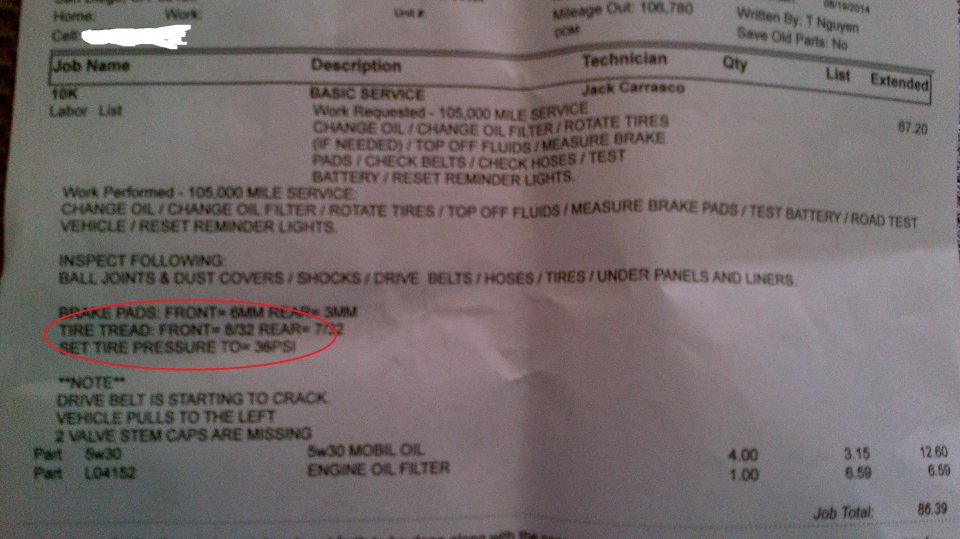 Home: Work: Unit #: Mileage Out: 106,780 08/19/2014
Cell: DOM: Written By: T Nguyen
Save Old Parts: No
Job Name Description Technician Qty List Extended
10K BASIC SERVICE Jack Carrasco
Labor List Work Requested - 105,000 MILE SERVICE 67.20
CHANGE OIL / CHANGE OIL FILTER / ROTATE TIRES
(IF NEEDED) / TOP OFF FLUIDS / MEASURE BRAKE
PADS / CHECK BELTS / CHECK HOSES / TEST
BATTERY / RESET REMINDER LIGHTS.
Work Performed - 105,000 MILE SERVICE:
CHANGE OIL / CHANGE OIL FILTER / ROTATE TIRES / TOP OFF FLUIDS / MEASURE BRAKE PADS / TEST BATTERY / ROAD TEST
VEHICLE / RESET REMINDER LIGHTS.
INSPECT FOLLOWING:
BALL JOINTS & DUST COVERS / SHOCKS / DRIVE BELTS / HOSES / TIRES / UNDER PANELS AND LINERS.
BRAKE PADS: FRONT= 6MM REAR= 3MM
TIRE TREAD: FRONT= 8/32 REAR= 7/32
SET TIRE PRESSURE TO= 36PSI
**NOTE**
DRIVE BELT IS STARTING TO CRACK.
VEHICLE PULLS TO THE LEFT
2 VALVE STEM CAPS ARE MISSING
Part 5w30 5w30 MOBIL OIL 4.00 3.15 12.60
Part L04152 ENGINE OIL FILTER 1.00 6.59 6.59
Job Total: 86.39